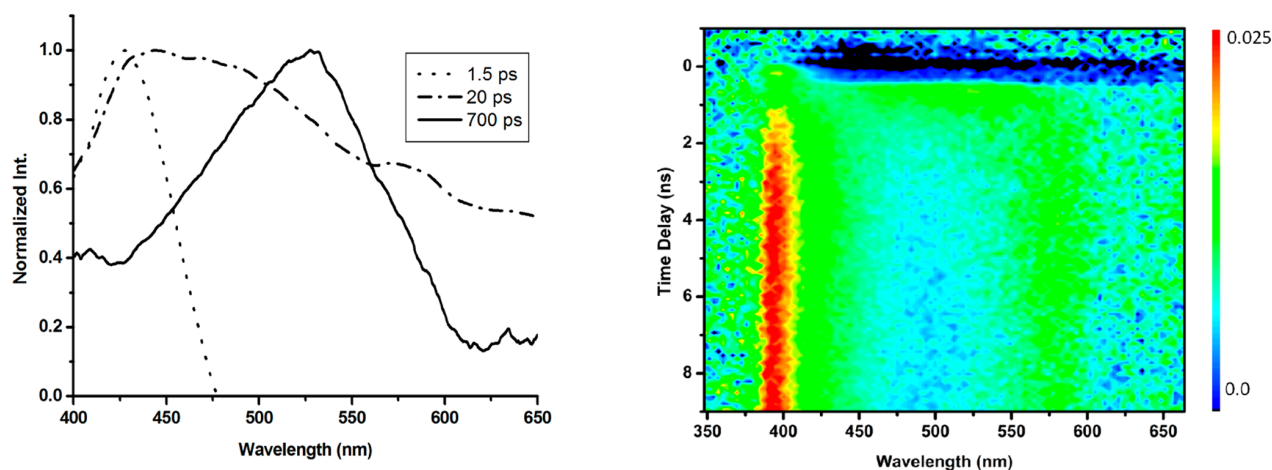 1.0
0.8
0.6
0.4
0.2
0.0
Normalized Int.
400 450 500 550 600 650
Wavelength (nm)
1.5 ps
20 ps
700 ps
0
2
4
6
8
Time Delay (ns)
350 400 450 500 550 600 650
Wavelength (nm)
0.025
0.0